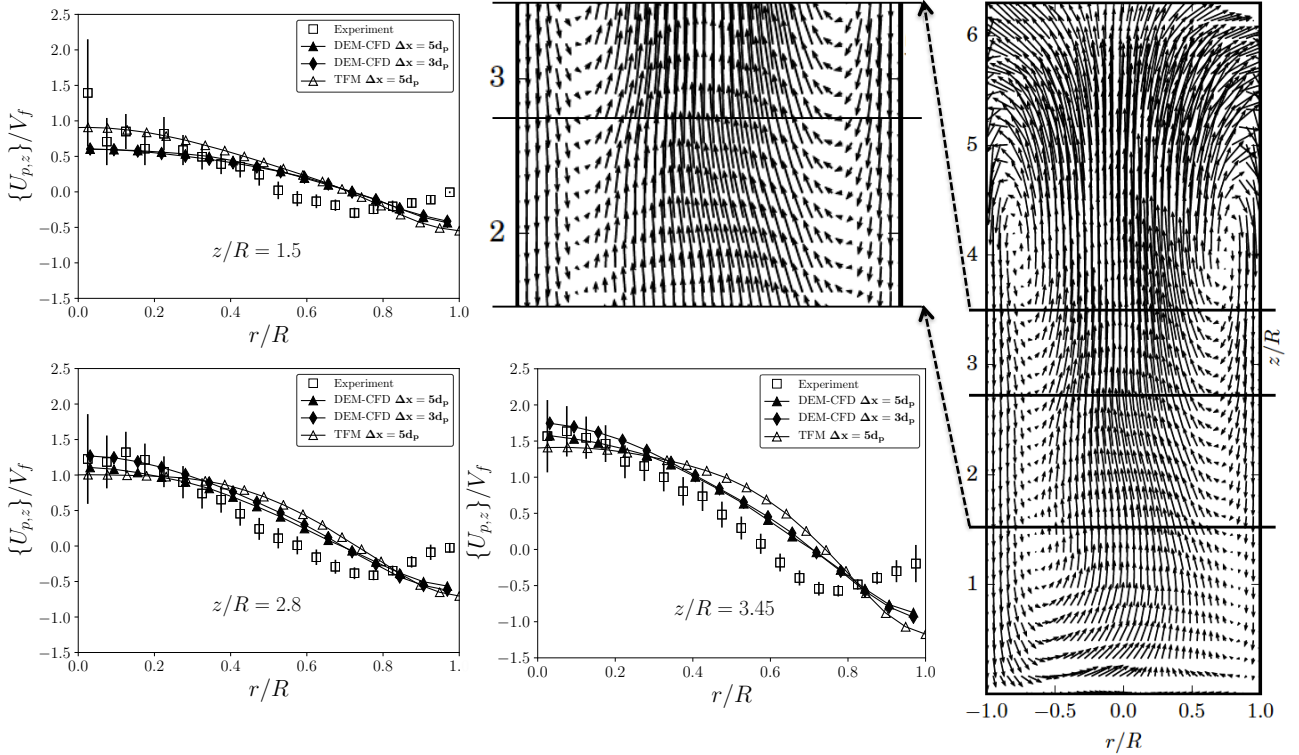 2.5
2.0
1.5
1.0
0.5
0.0
−0.5
−1.0
−1.5
{U_{p,z}}/V_f
Experiment
DEM-CFD Δx = 5d_p
DEM-CFD Δx = 3d_p
TFM Δx = 5d_p
z/R = 1.5
0.0 0.2 0.4 0.6 0.8 1.0
r/R
3
2
6
5
4
3
2
1
z/R
−1.0 −0.5 0.0 0.5 1.0
r/R
2.5
2.0
1.5
1.0
0.5
0.0
−0.5
−1.0
−1.5
{U_{p,z}}/V_f
Experiment
DEM-CFD Δx = 5d_p
DEM-CFD Δx = 3d_p
TFM Δx = 5d_p
z/R = 2.8
0.0 0.2 0.4 0.6 0.8 1.0
r/R
2.5
2.0
1.5
1.0
0.5
0.0
−0.5
−1.0
−1.5
{U_{p,z}}/V_f
Experiment
DEM-CFD Δx = 5d_p
DEM-CFD Δx = 3d_p
TFM Δx = 5d_p
z/R = 3.45
0.0 0.2 0.4 0.6 0.8 1.0
r/R